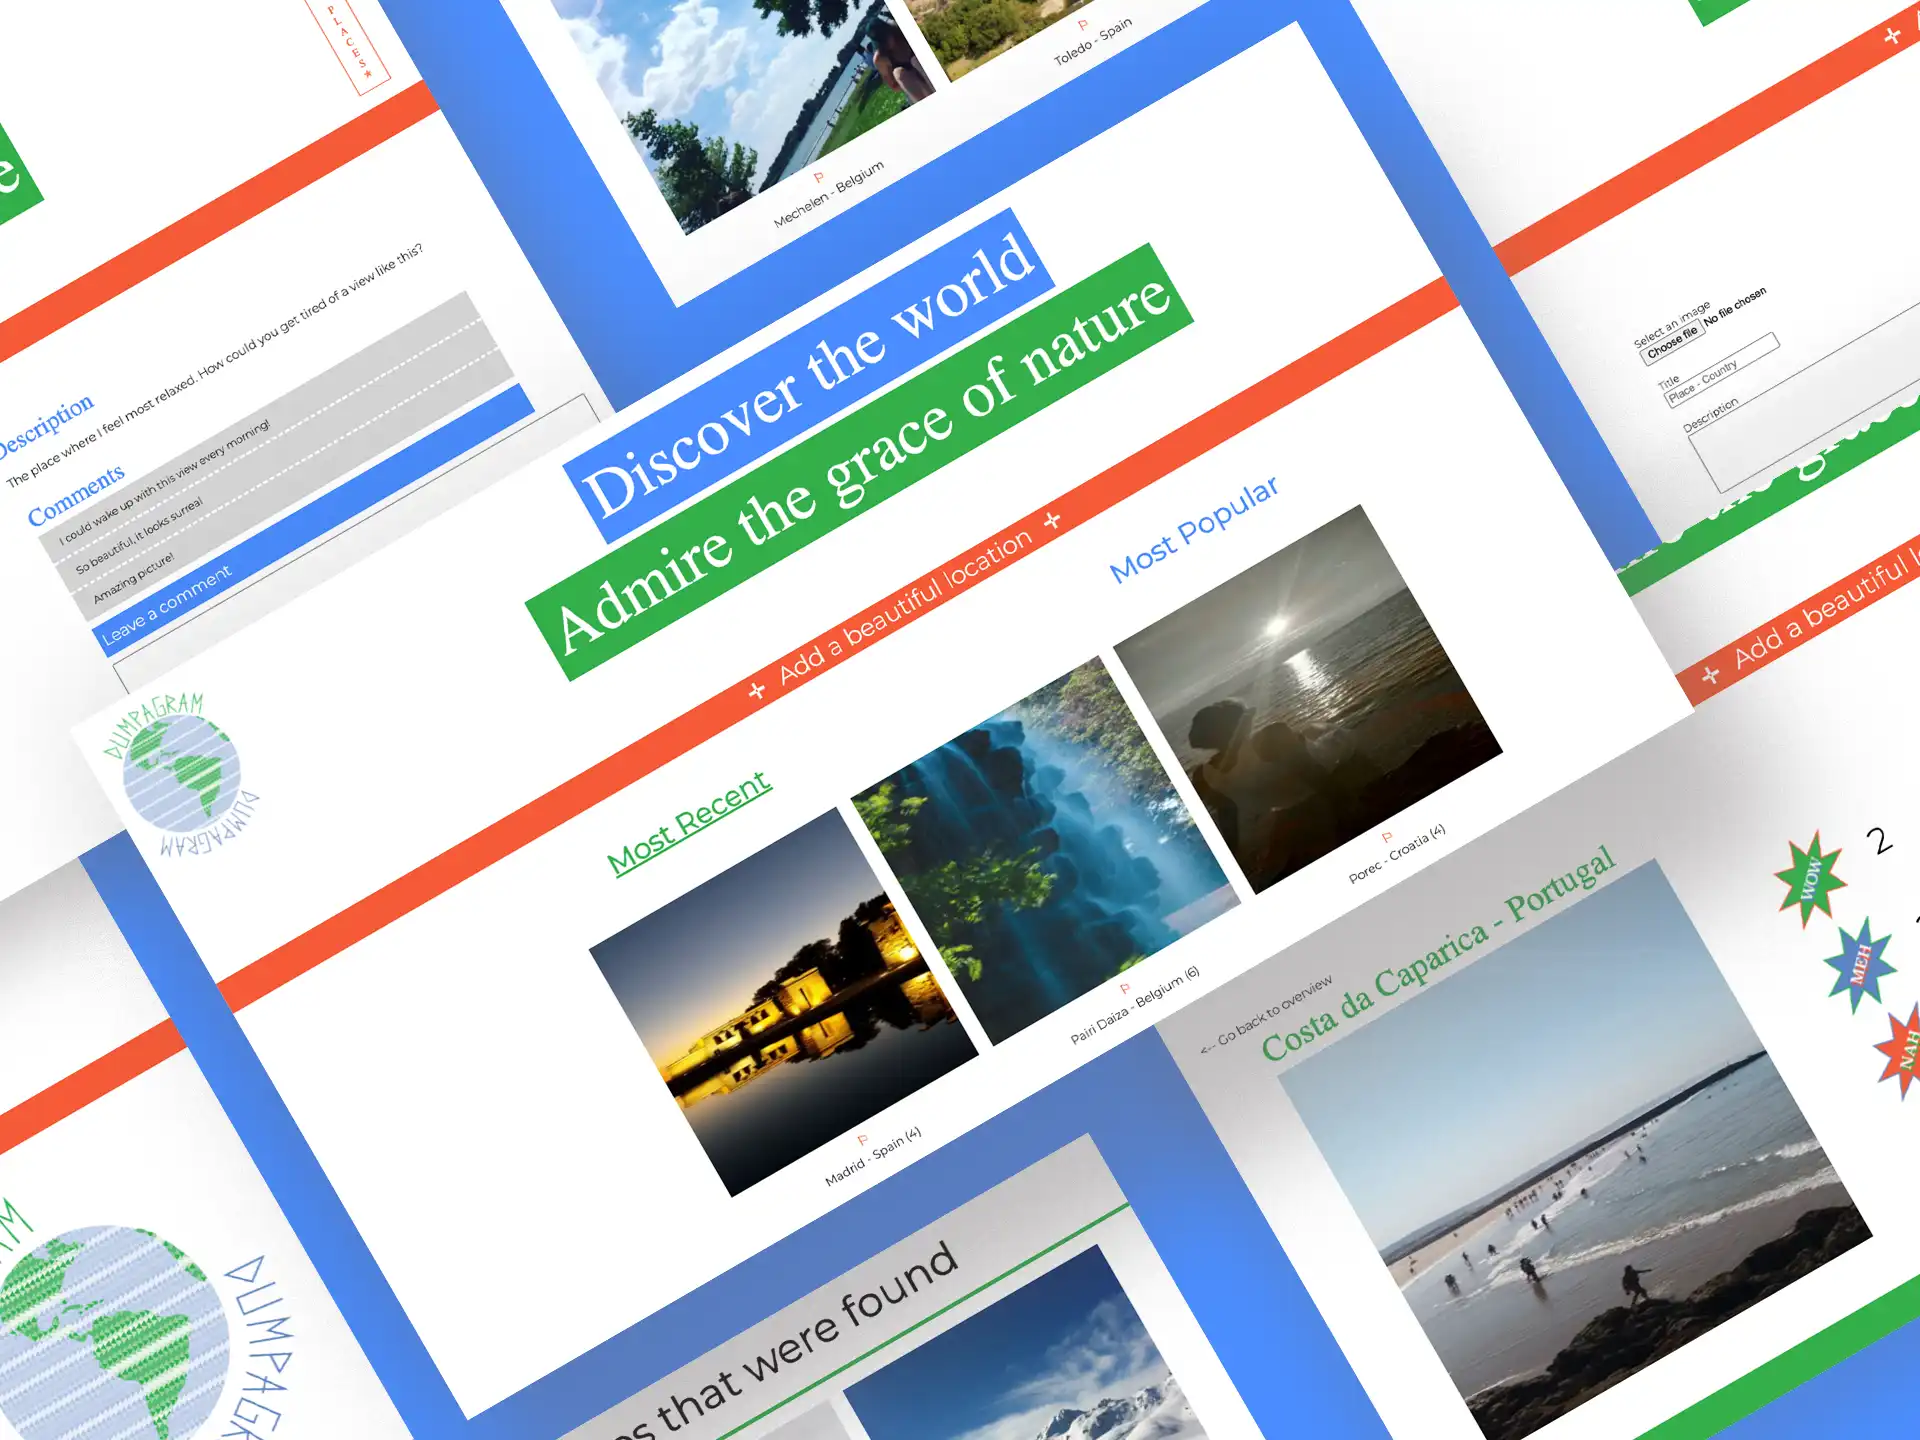 PLACES★
Toledo - Spain
Mechelen - Belgium
e
Description
The place where I feel most relaxed. How could you get tired of a view like this?
Comments
I could wake up with this view every morning!
So beautiful, it looks surreal
Amazing picture!
Leave a comment
Discover the world
Admire the grace of nature
+ Add a beautiful location +
Select an image
Choose file No file chosen
Title
Place - Country
Description
+ Add a beautiful l
DUMPAGRAM
DUMPAGRAM
Most Recent
Most Popular
Madrid - Spain (4)
Pairi Daiza - Belgium (6)
Porec - Croatia (4)
<-- Go back to overview
Costa da Caparica - Portugal
WOW
2
MEH
NAH
es that were found
DUMPAGR